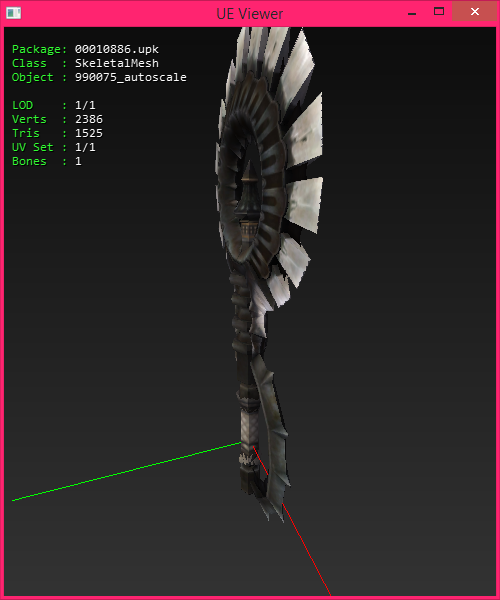 UE Viewer
Package: 00010886.upk
Class : SkeletalMesh
Object : 990075_autoscale
LOD : 1/1
Verts : 2386
Tris : 1525
UV Set : 1/1
Bones : 1